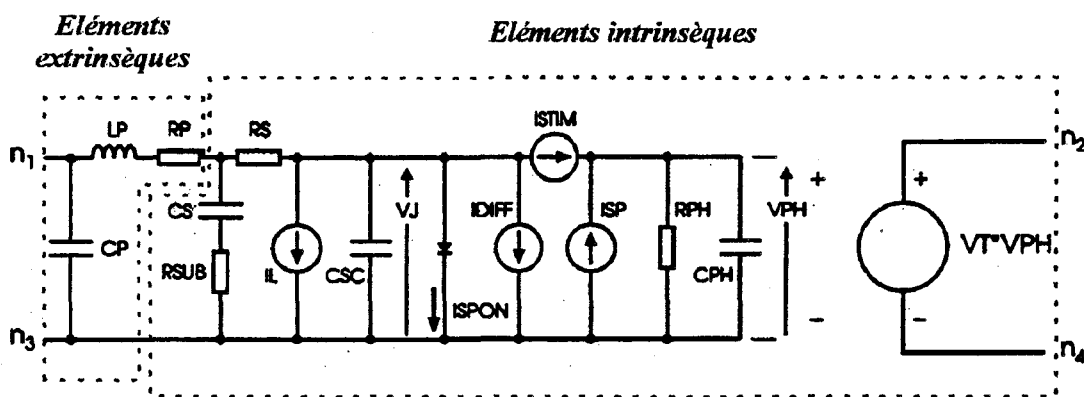 Eléments
extrinsèques
Eléments intrinsèques
LP
RP
RS
ISTIM
n1
n2
CS
VJ
IDIFF
ISP
RPH
VPH
+
+
CP
RSUB
IL
CSC
CPH
VT*VPH
ISPON
−
−
n3
n4